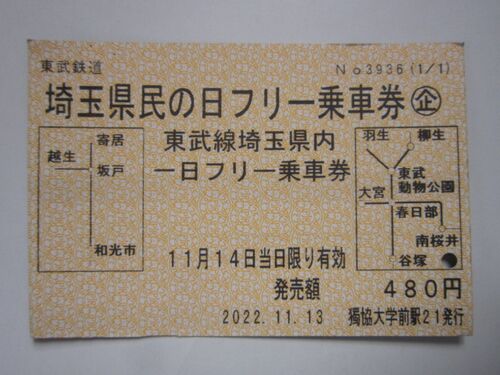 東武鉄道
No3936(1/1)
埼玉県民の日フリー乗車券 企
東武線埼玉県内
一日フリー乗車券
寄居
越生
坂戸
和光市
羽生
柳生
東武
動物公園
大宮
春日部
南桜井
谷塚
11月14日当日限り有効
発売額 480円
2022.11.13 獨協大学前駅21発行